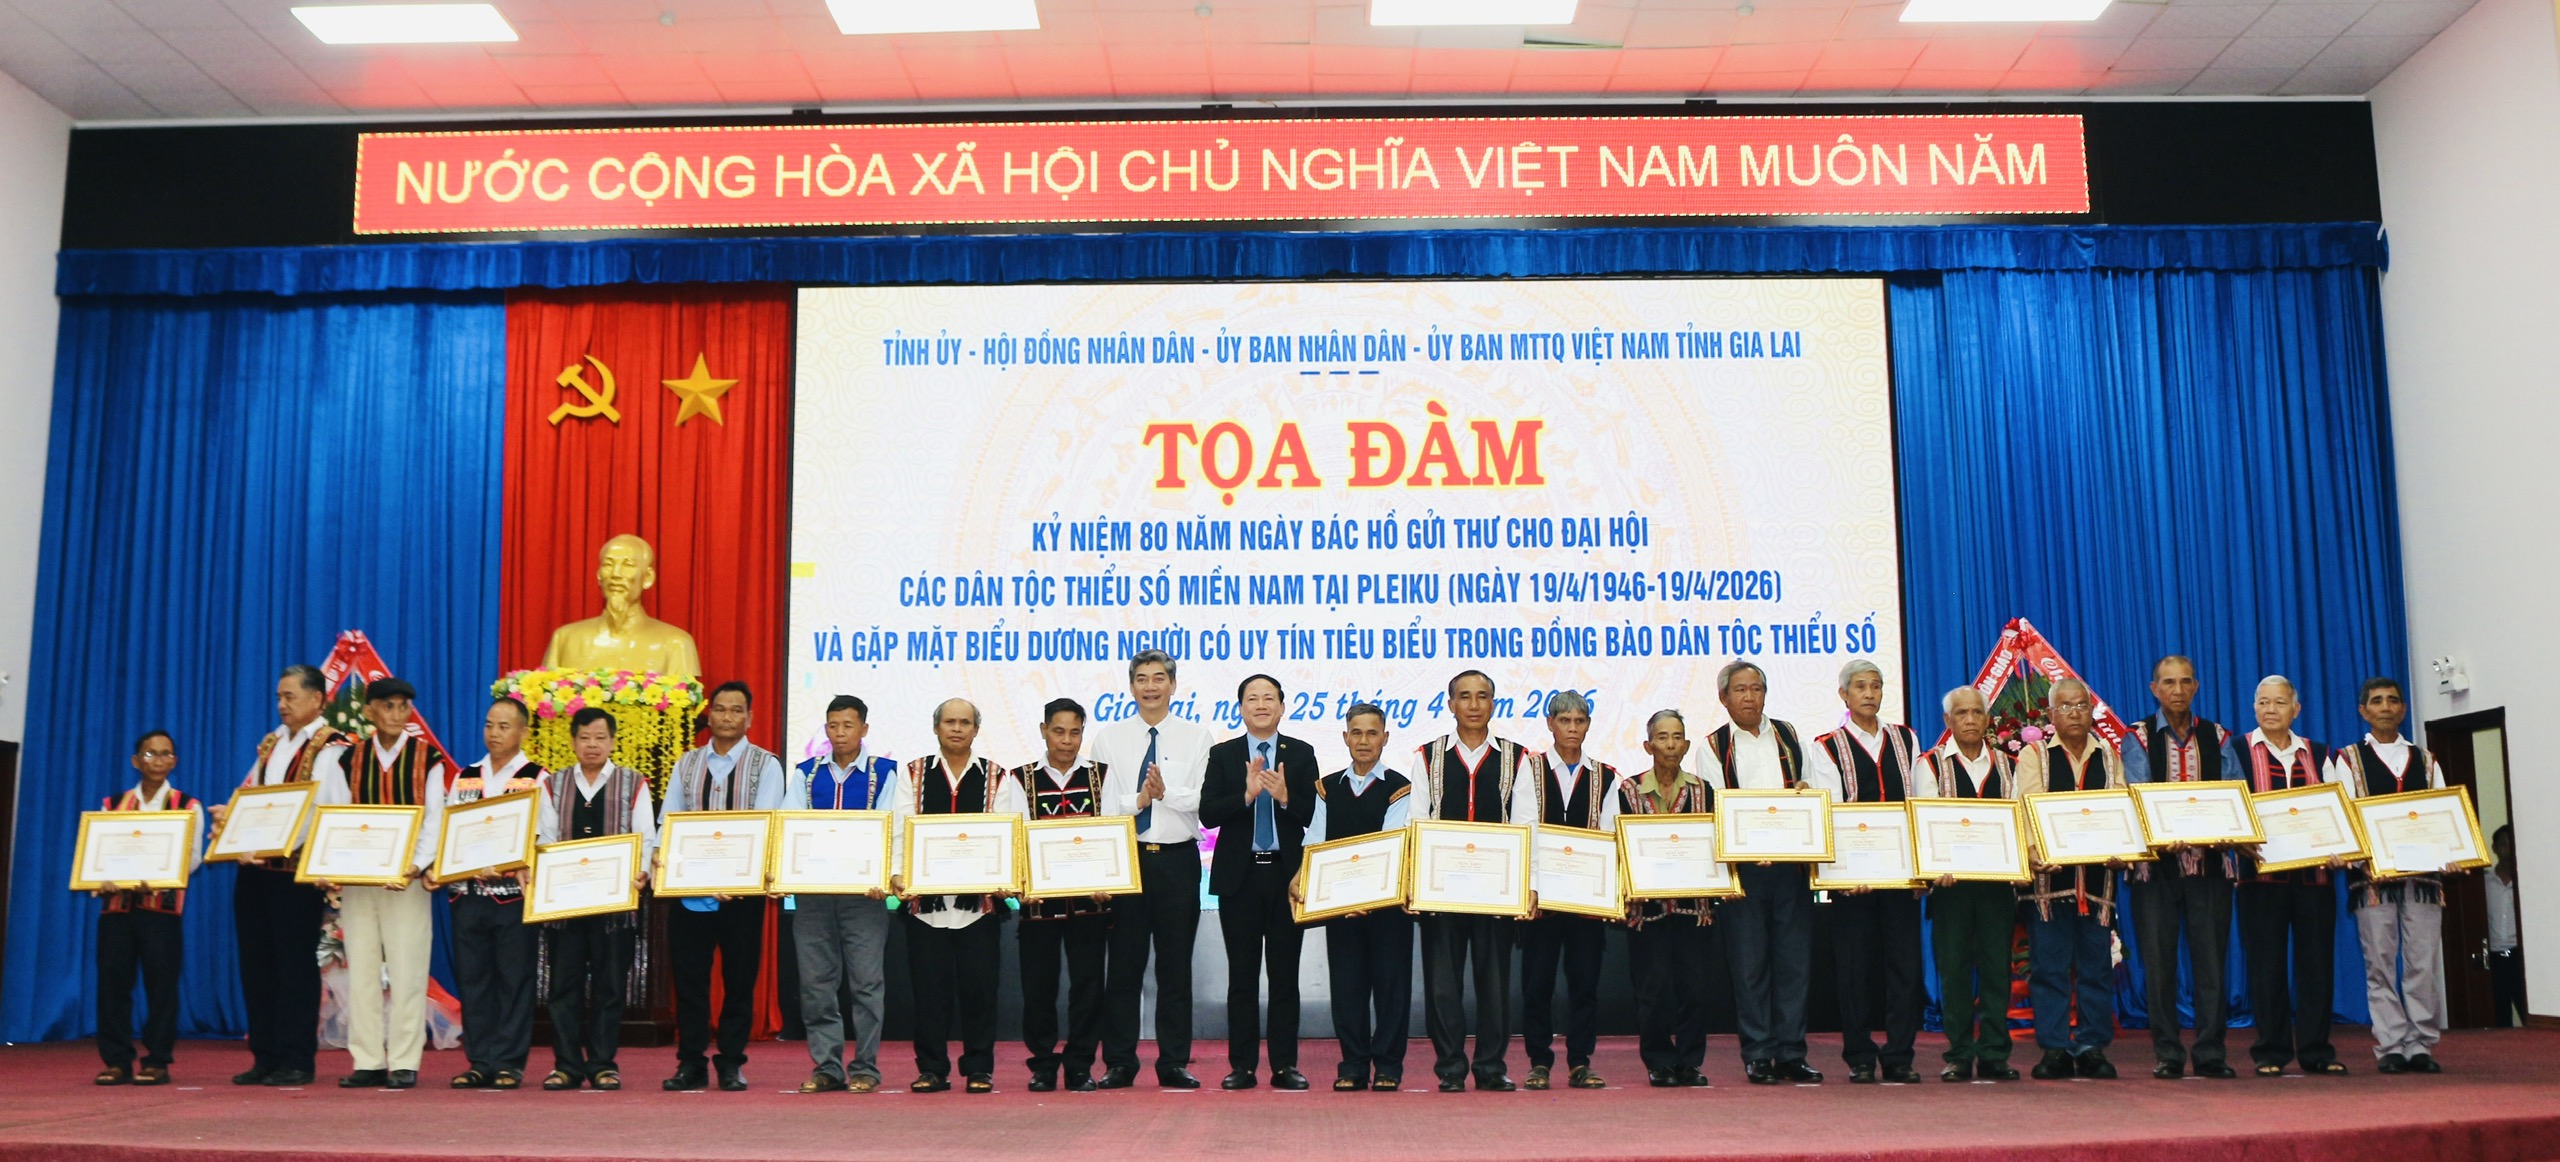 NƯỚC CỘNG HÒA XÃ HỘI CHỦ NGHĨA VIỆT NAM MUÔN NĂM
TỈNH ỦY - HỘI ĐỒNG NHÂN DÂN - ỦY BAN NHÂN DÂN - ỦY BAN MTTQ VIỆT NAM TỈNH GIA LAI
TỌA ĐÀM
KỶ NIỆM 80 NĂM NGÀY BÁC HỒ GỬI THƯ CHO ĐẠI HỘI
CÁC DÂN TỘC THIỂU SỐ MIỀN NAM TẠI PLEIKU (NGÀY 19/4/1946-19/4/2026)
VÀ GẶP MẶT BIỂU DƯƠNG NGƯỜI CÓ UY TÍN TIÊU BIỂU TRONG ĐỒNG BÀO DÂN TỘC THIỂU SỐ
25 tháng 4